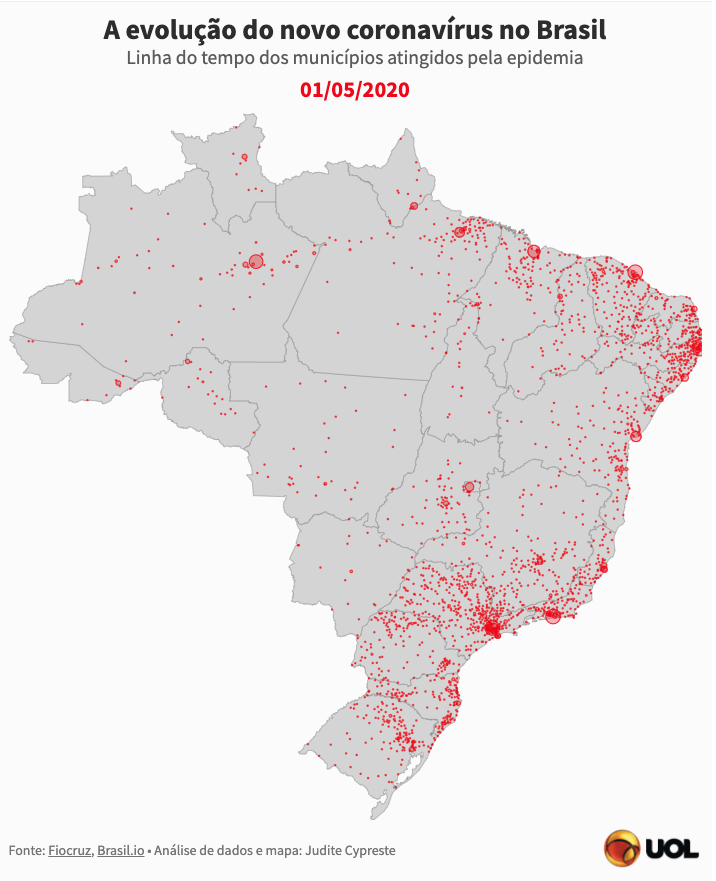 A evolução do novo coronavírus no Brasil
Linha do tempo dos municípios atingidos pela epidemia
01/05/2020
Fonte: Fiocruz, Brasil.io • Análise de dados e mapa: Judite Cypreste
UOL